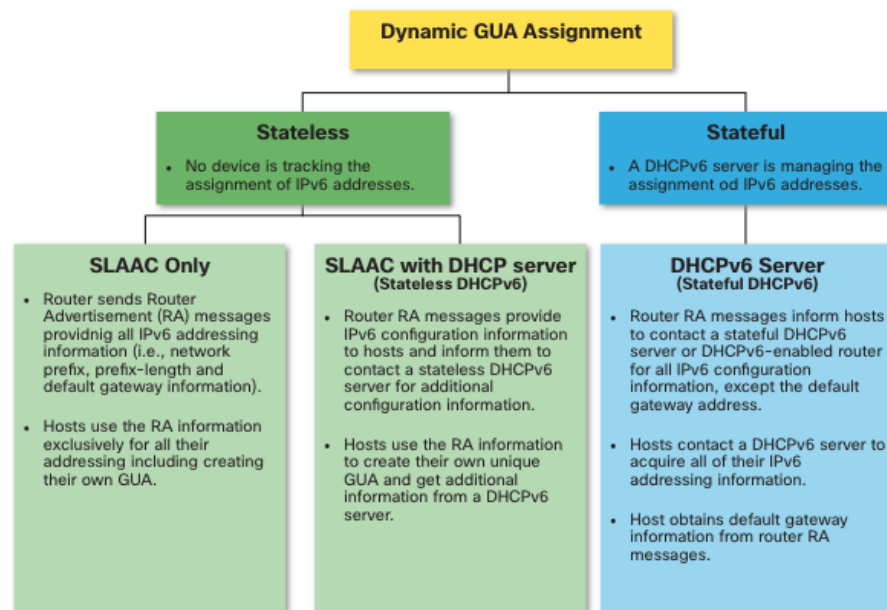 Dynamic GUA Assignment
Stateless
• No device is tracking the
assignment of IPv6 addresses.
Stateful
• A DHCPv6 server is managing the
assignment od IPv6 addresses.
SLAAC Only
• Router sends Router
Advertisement (RA) messages
providnig all IPv6 addressing
information (i.e., network
prefix, prefix-length and
default gateway information).
• Hosts use the RA information
exclusively for all their
addressing including creating
their own GUA.
SLAAC with DHCP server
(Stateless DHCPv6)
• Router RA messages provide
IPv6 configuration information
to hosts and inform them to
contact a stateless DHCPv6
server for additional
configuration information.
• Hosts use the RA information
to create their own unique
GUA and get additional
information from a DHCPv6
server.
DHCPv6 Server
(Stateful DHCPv6)
• Router RA messages inform hosts
to contact a stateful DHCPv6
server or DHCPv6-enabled router
for all IPv6 configuration
information, except the default
gateway address.
• Hosts contact a DHCPv6 server to
acquire all of their IPv6
addressing information.
• Host obtains default gateway
information from router RA
messages.